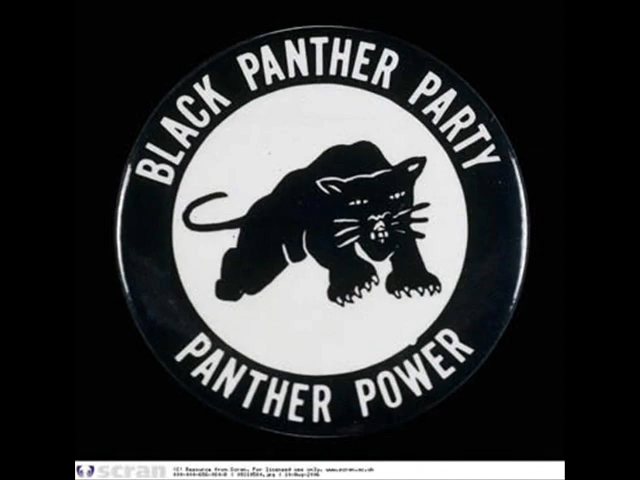 BLACK PANTHER PARTY
PANTHER POWER
scran
(C) Resource from Scran. For licensed use only. www.scran.ac.uk